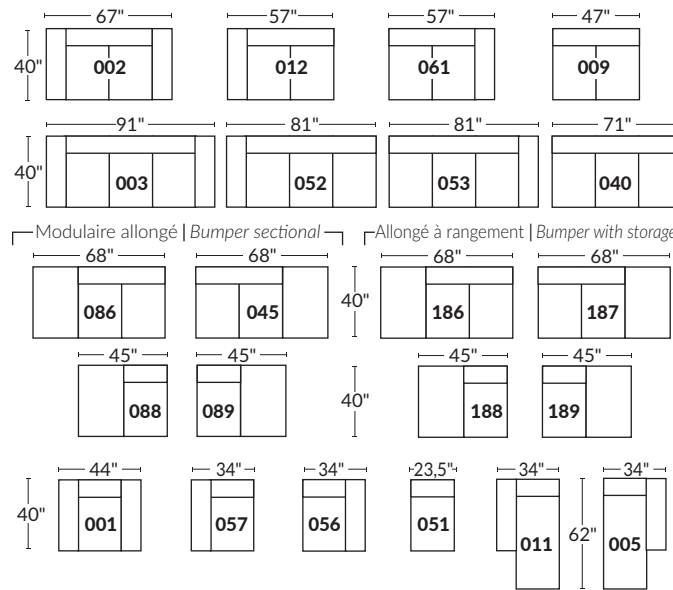 67" 57" 57" 47"
40" 002 012 061 009
91" 81" 81" 71"
40" 003 052 053 040
Modulaire allongé | Bumper sectional Allongé à rangement | Bumper with storage
68" 68" 68" 68"
086 045 40" 186 187
45" 45" 45" 45"
088 089 40" 188 189
44" 34" 34" 23,5" 34" 34"
40" 001 057 056 051 011 62" 005